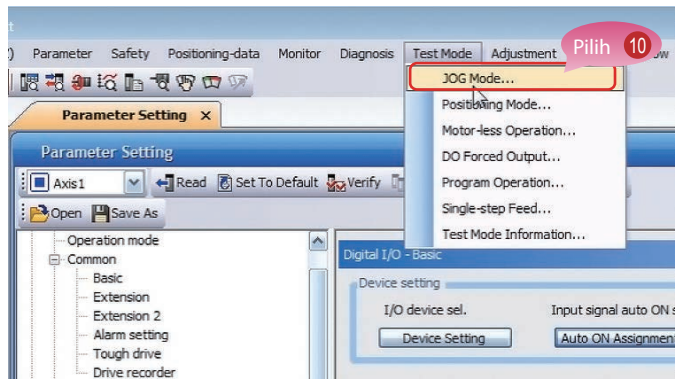 Parameter Safety Positioning-data Monitor Diagnosis Test Mode Adjustment
Pilih 10
JOG Mode...
Parameter Setting X
Positioning Mode...
Motor-less Operation...
Parameter Setting
DO Forced Output...
Axis1 Read Set To Default Verify
Program Operation...
Open Save As
Single-step Feed...
Operation mode
Test Mode Information...
Common
Digital I/O - Basic
Basic
Device setting
Extension
I/O device sel.
Input signal auto ON s
Extension 2
Alarm setting
Device Setting
Auto ON Assignment
Tough drive
Drive recorder